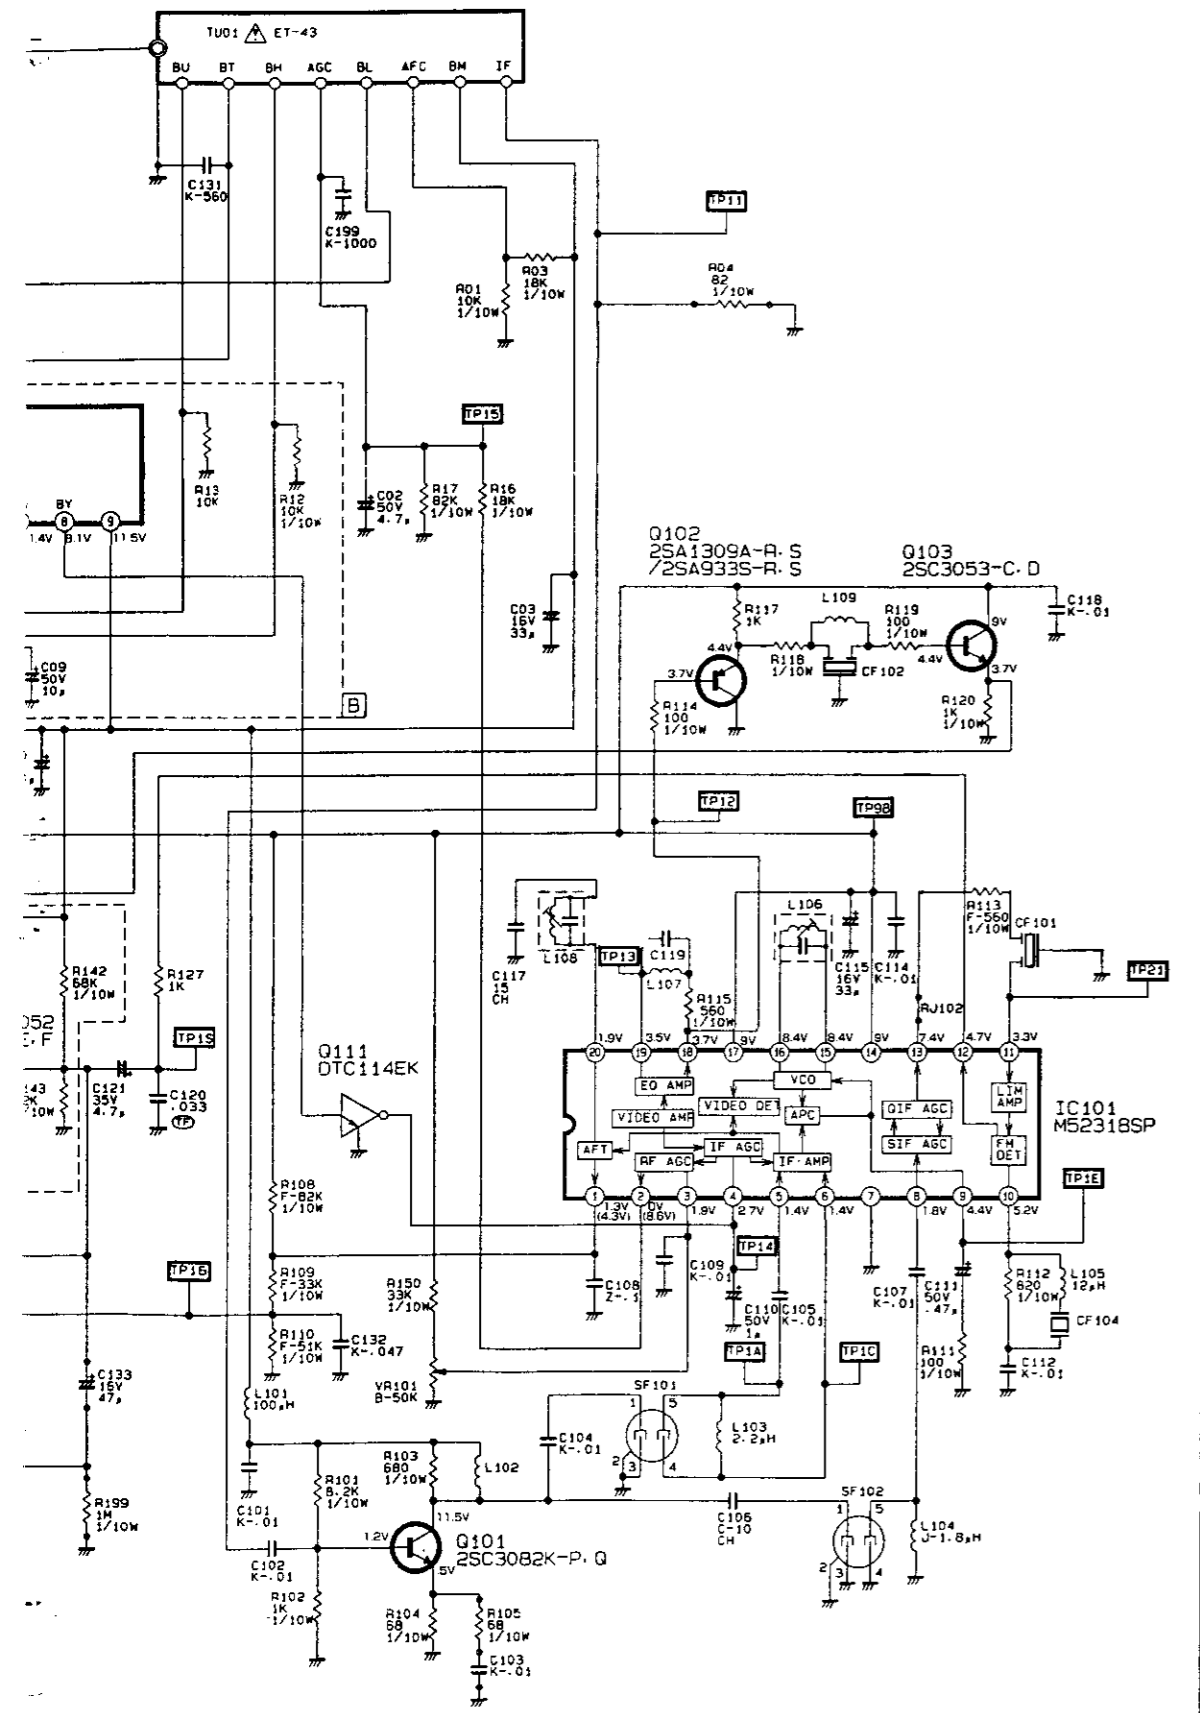 TU01 ET-43
BU BT BH AGC BL AFC BM IF
C131
K-560
C199
K-1000
TP11
R03
18K
1/10W
R01
10K
1/10W
R04
82
1/10W
TP15
R13
10K
R12
10K
1/10W
C02
50V
4.7µ
R17
82K
1/10W
R16
18K
1/10W
BY
8 9
1.4V 8.1V 11.5V
Q102
2SA1309A-R.S
/2SA933S-R.S
Q103
2SC3053-C.D
C03
16V
33µ
R117
1K
L109
R119
100
1/10W
C118
K-.01
9V
4.4V
R118
1/10W
CF102
4.4V
3.7V
3.7V
C09
50V
10µ
B
R114
100
1/10W
R120
1K
1/10W
TP12
TP9B
L108
C117
15
CH
TP13
C119
L107
R115
560
1/10W
L106
C115
16V
33µ
C114
K-.01
R113
F-560
1/10W
CF101
TP21
RJ102
R142
68K
1/10W
R127
1K
052
E.F
TP1S
143
2K
/10W
C121
35V
4.7µ
C120
.033
TF
Q111
DTC114EK
1.9V 3.5V 3.7V 9V 8.4V 8.4V 9V 7.4V 4.7V 3.3V
20 19 18 17 16 15 14 13 12 11
EQ AMP
VCO
LIM
AMP
VIDEO AMP
VIDEO DET
APC
QIF AGC
AFT
RF AGC
IF AGC
IF·AMP
SIF AGC
FM
DET
IC101
M52318SP
1 2 3 4 5 6 7 8 9 10
1.3V
(4.3V)
0V
(8.6V)
1.9V 2.7V 1.4V 1.4V 1.8V 4.4V 5.2V
TP1E
R108
F-82K
1/10W
TP16
R109
F-33K
1/10W
R110
F-51K
1/10W
C132
K-.047
R150
33K
1/10W
VR101
B-50K
C108
Z-.1
C109
K-.01
TP14
C110
50V
1µ
C105
K-.01
TP1A
TP1C
C107
K-.01
C111
50V
.47µ
R111
100
1/10W
R112
820
1/10W
L105
12µH
CF104
C112
K-.01
C133
16V
47µ
L101
100µH
SF101
1 5
2 3 4
L103
2.2µH
C104
K-.01
R103
680
1/10W
L102
R101
8.2K
1/10W
C101
K-.01
R199
1M
1/10W
11.5V
1.2V
.5V
Q101
2SC3082K-P.Q
C102
K-.01
R102
1K
1/10W
R104
68
1/10W
R105
68
1/10W
C103
K-.01
C106
C-10
CH
SF102
1 5
2 3 4
L104
J-1.8µH